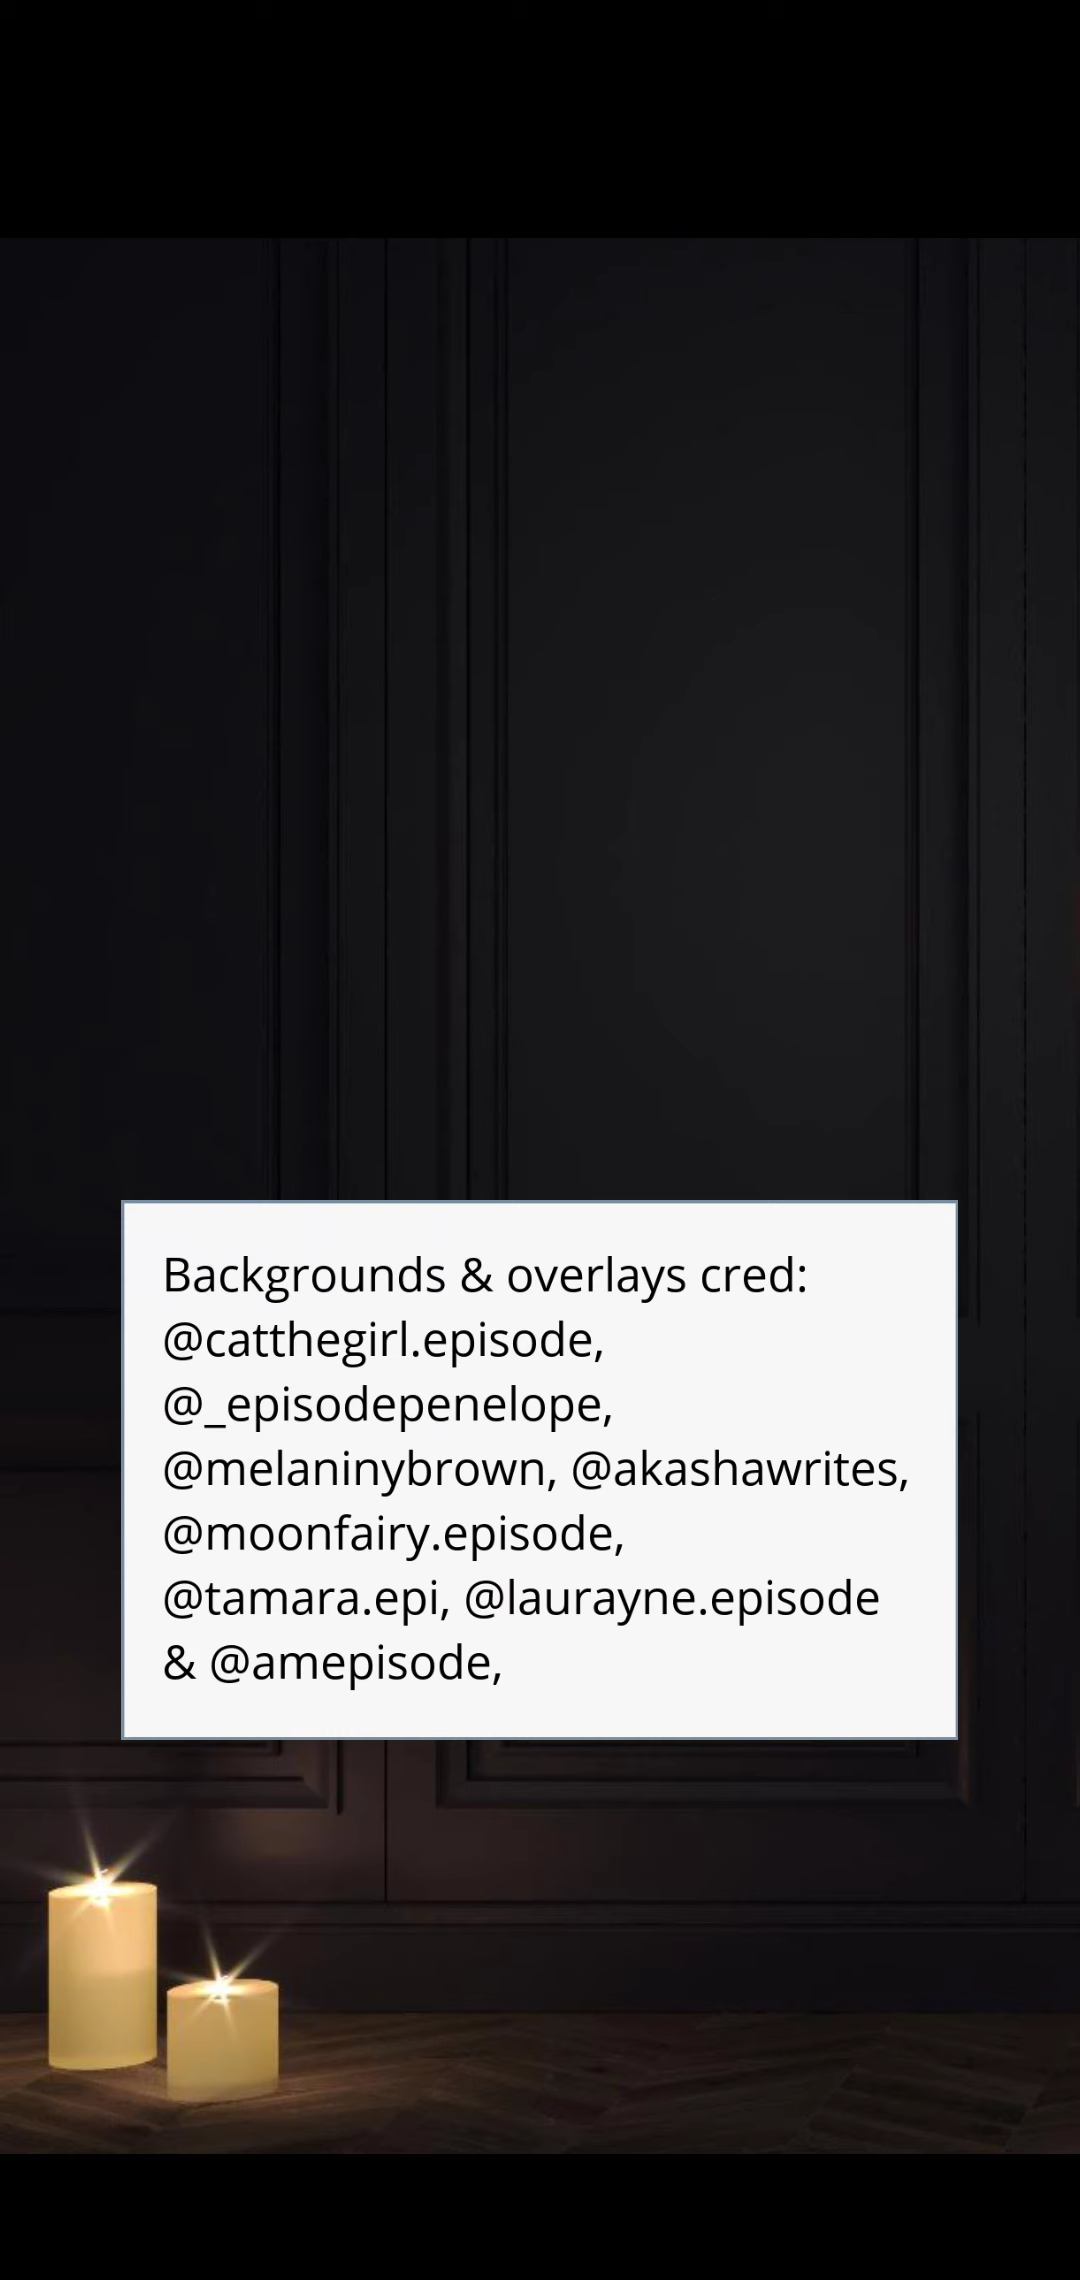 Backgrounds & overlays cred:
@catthegirl.episode,
@_episodepenelope,
@melaninybrown, @akashawrites,
@moonfairy.episode,
@tamara.epi, @laurayne.episode
& @amepisode,